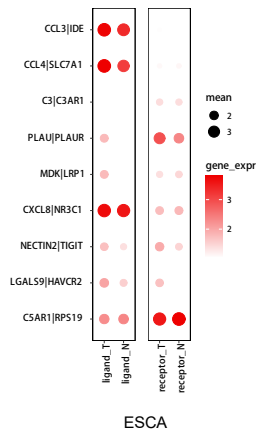 CCL3|IDE
CCL4|SLC7A1
C3|C3AR1
PLAU|PLAUR
MDK|LRP1
CXCL8|NR3C1
NECTIN2|TIGIT
LGALS9|HAVCR2
C5AR1|RPS19
ligand_T
ligand_N
receptor_T
receptor_N
mean
2
3
gene_expr
3
2
ESCA